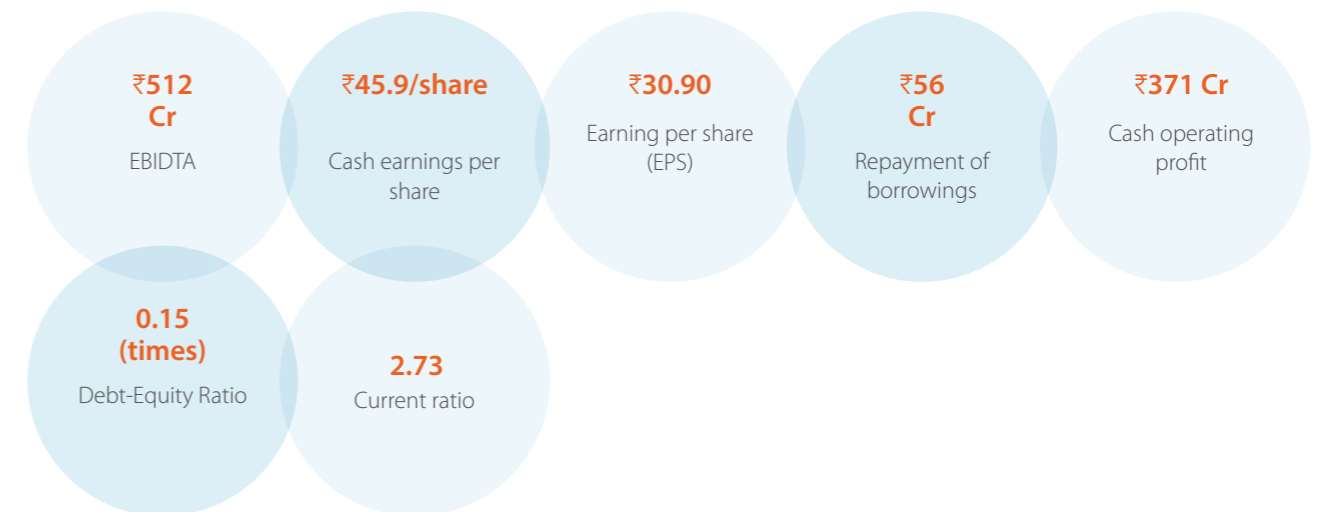 ₹512
Cr
EBIDTA
₹45.9/share
Cash earnings per
share
₹30.90
Earning per share
(EPS)
₹56
Cr
Repayment of
borrowings
₹371 Cr
Cash operating
profit
0.15
(times)
Debt-Equity Ratio
2.73
Current ratio